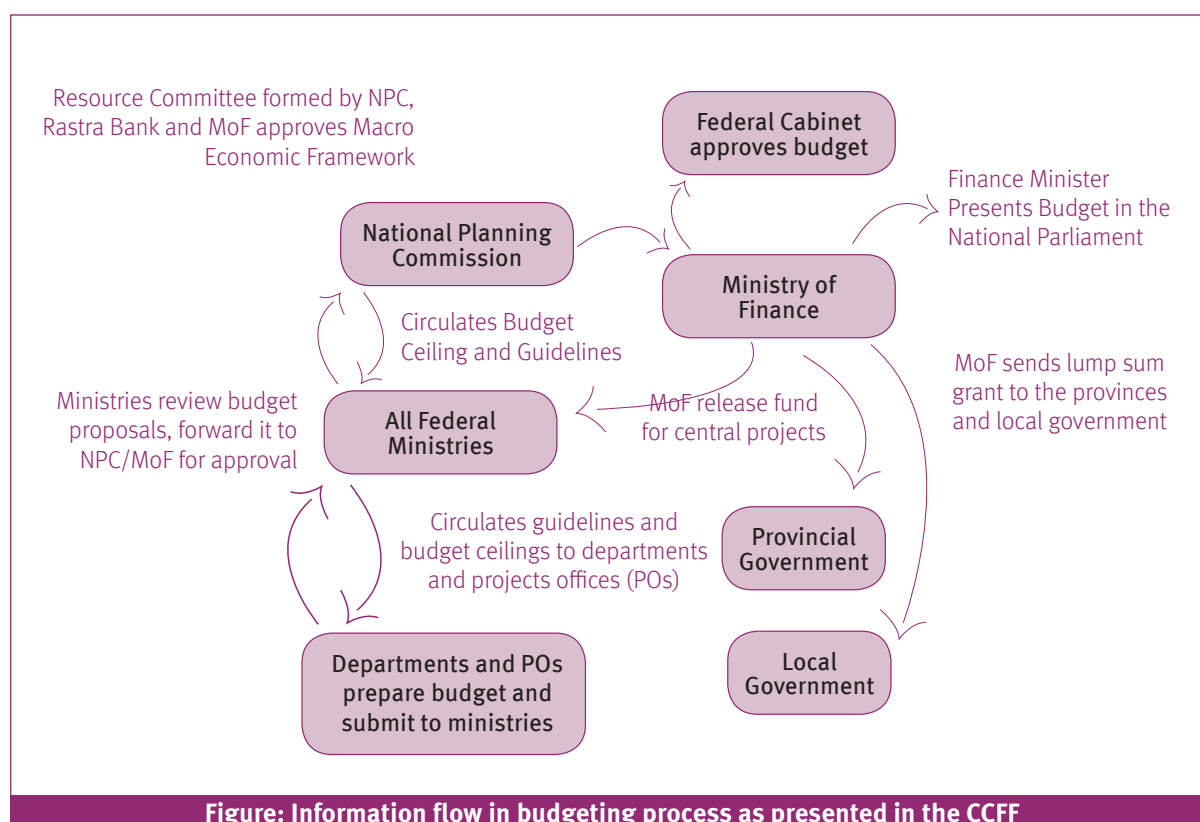 Resource Committee formed by NPC,
Rastra Bank and MoF approves Macro
Economic Framework
Federal Cabinet
approves budget
Finance Minister
Presents Budget in the
National Parliament
National Planning
Commission
Ministry of
Finance
Circulates Budget
Ceiling and Guidelines
MoF sends lump sum
grant to the provinces
and local government
Ministries review budget
proposals, forward it to
NPC/MoF for approval
All Federal
Ministries
MoF release fund
for central projects
Circulates guidelines and
budget ceilings to departments
and projects offices (POs)
Provincial
Government
Local
Government
Departments and POs
prepare budget and
submit to ministries
Figure: Information flow in budgeting process as presented in the CCFF